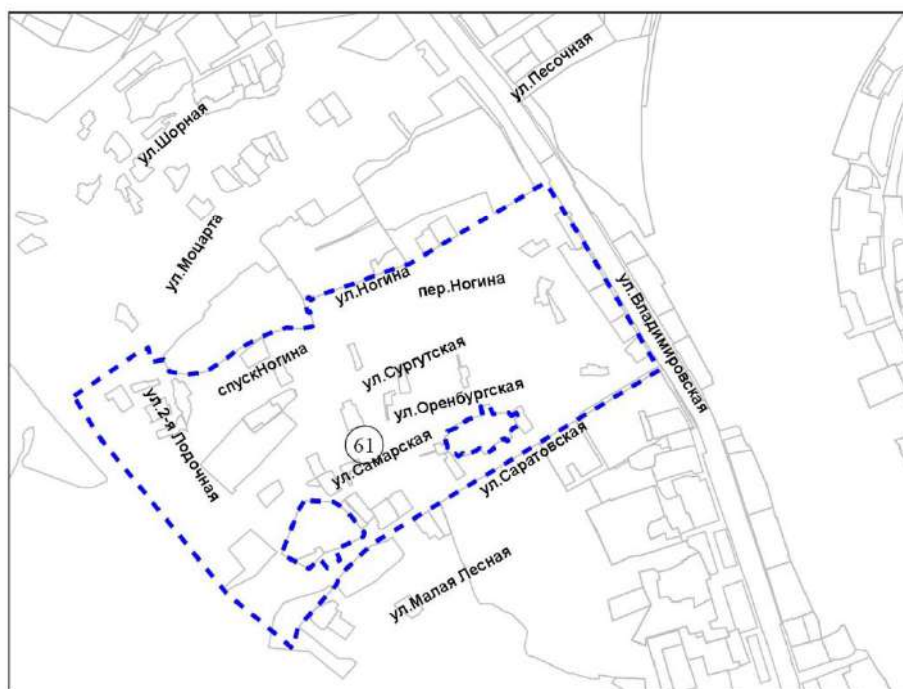 ул.Песочная
ул.Шорная
ул.Моцарта
ул.Ногина
пер.Ногина
ул.Владимировская
спускНогина
ул.Сургутская
ул.2-я Лодочная
ул.Оренбургская
61
ул.Самарская
ул.Саратовская
ул.Малая Лесная